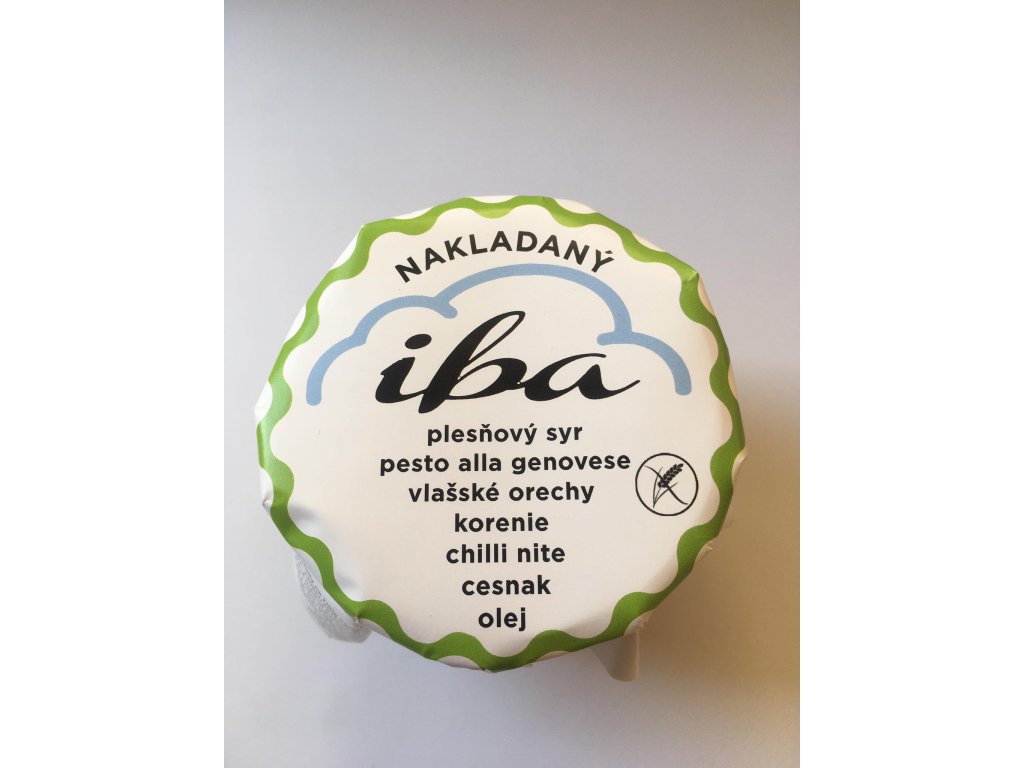 NAKLADANÝ
iba
plesňový syr
pesto alla genovese
vlašské orechy
korenie
chilli nite
cesnak
olej